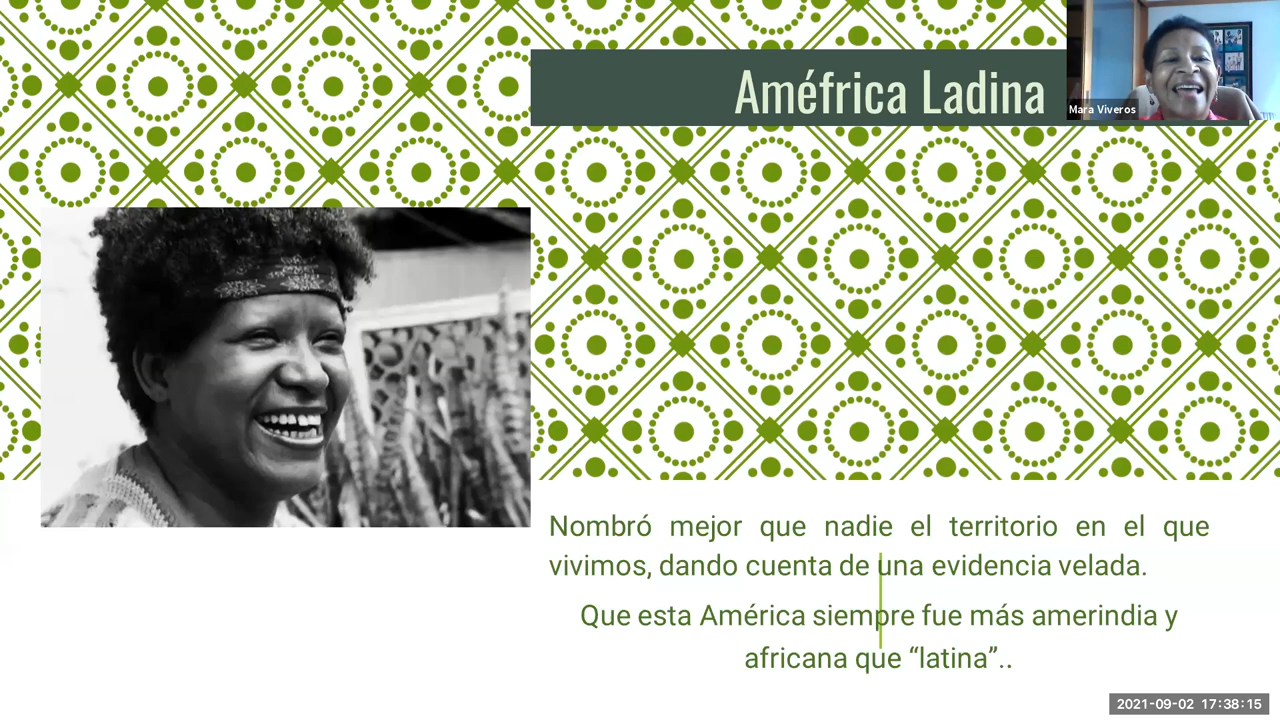 Améfrica Ladina
Mara Viveros
Nombró mejor que nadie el territorio en el que
vivimos, dando cuenta de una evidencia velada.
Que esta América siempre fue más amerindia y
africana que “latina”..
2021-09-02 17:38:15